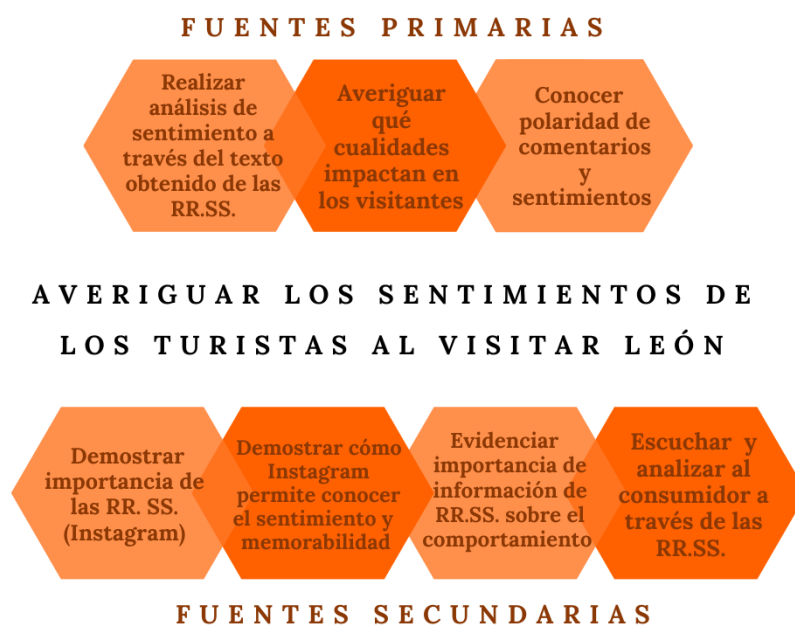 FUENTES PRIMARIAS
Realizar
análisis de
sentimiento a
través del texto
obtenido de las
RR.SS.
Averiguar
qué
cualidades
impactan en
los visitantes
Conocer
polaridad de
comentarios
y
sentimientos
AVERIGUAR LOS SENTIMIENTOS DE
LOS TURISTAS AL VISITAR LEÓN
Demostrar
importancia de
las RR. SS.
(Instagram)
Demostrar cómo
Instagram
permite conocer
el sentimiento y
memorabilidad
Evidenciar
importancia de
información de
RR.SS. sobre el
comportamiento
Escuchar y
analizar al
consumidor a
través de las
RR.SS.
FUENTES SECUNDARIAS